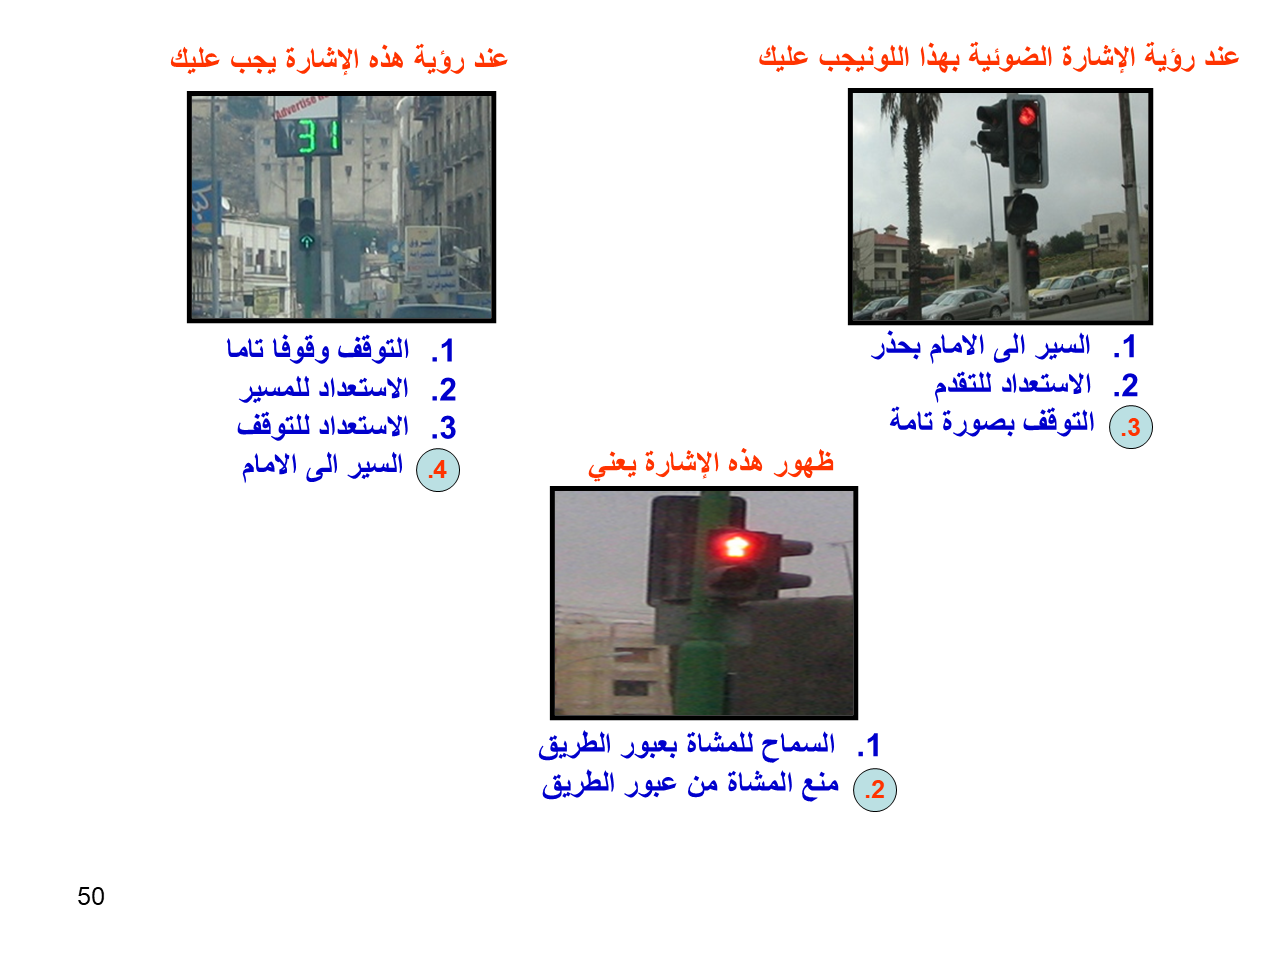 عند رؤية الإشارة الضوئية بهذا اللونيجب عليك
1. السير الى الامام بحذر
2. الاستعداد للتقدم
3. التوقف بصورة تامة
عند رؤية هذه الإشارة يجب عليك
Advertise
31
1. التوقف وقوفا تاما
2. الاستعداد للمسير
3. الاستعداد للتوقف
4. السير الى الامام
ظهور هذه الإشارة يعني
1. السماح للمشاة بعبور الطريق
2. منع المشاة من عبور الطريق
50